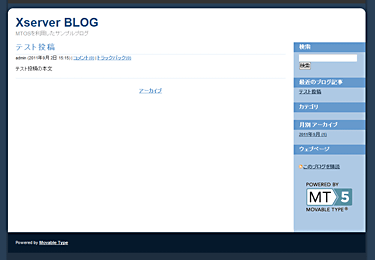 Xserver BLOG
MTOSを利用したサンプルブログ
テスト投稿
admin (2011年9月 2日 15:15) | コメント(0) | トラックバック(0)
テスト投稿の本文
アーカイブ
検索
検索
最近のブログ記事
テスト投稿
カテゴリ
月別 アーカイブ
2011年9月 (1)
ウェブページ
このブログを購読
POWERED BY
MT 5
MOVABLE TYPE®
Powered by Movable Type